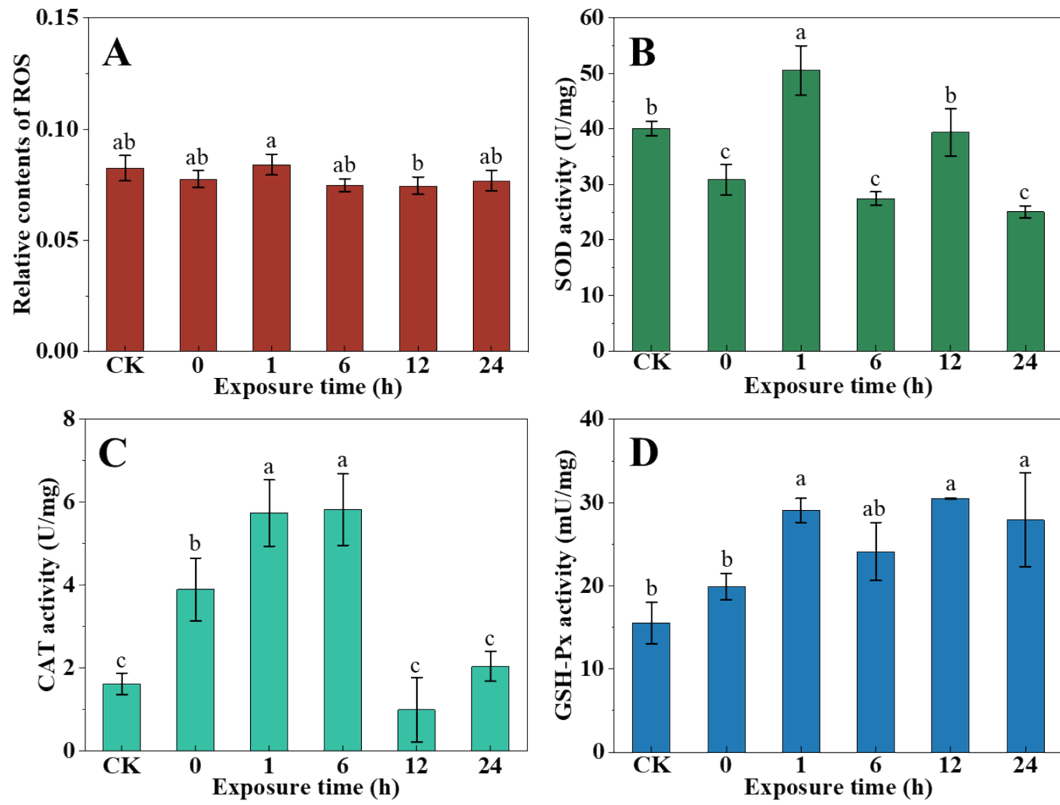 A
Relative contents of ROS
0.15
0.10
0.05
0.00
ab
ab
a
ab
b
ab
CK 0 1 6 12 24
Exposure time (h)
B
SOD activity (U/mg)
60
50
40
30
20
10
0
b
c
a
c
b
c
CK 0 1 6 12 24
Exposure time (h)
C
CAT activity (U/mg)
8
6
4
2
0
c
b
a
a
c
c
CK 0 1 6 12 24
Exposure time (h)
D
GSH-Px activity (mU/mg)
40
30
20
10
0
b
b
a
ab
a
a
CK 0 1 6 12 24
Exposure time (h)